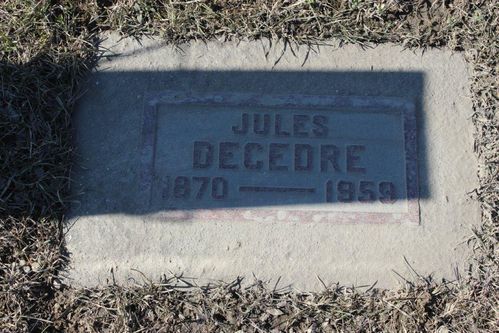 JULES
DECEDRE
1870 — 1959